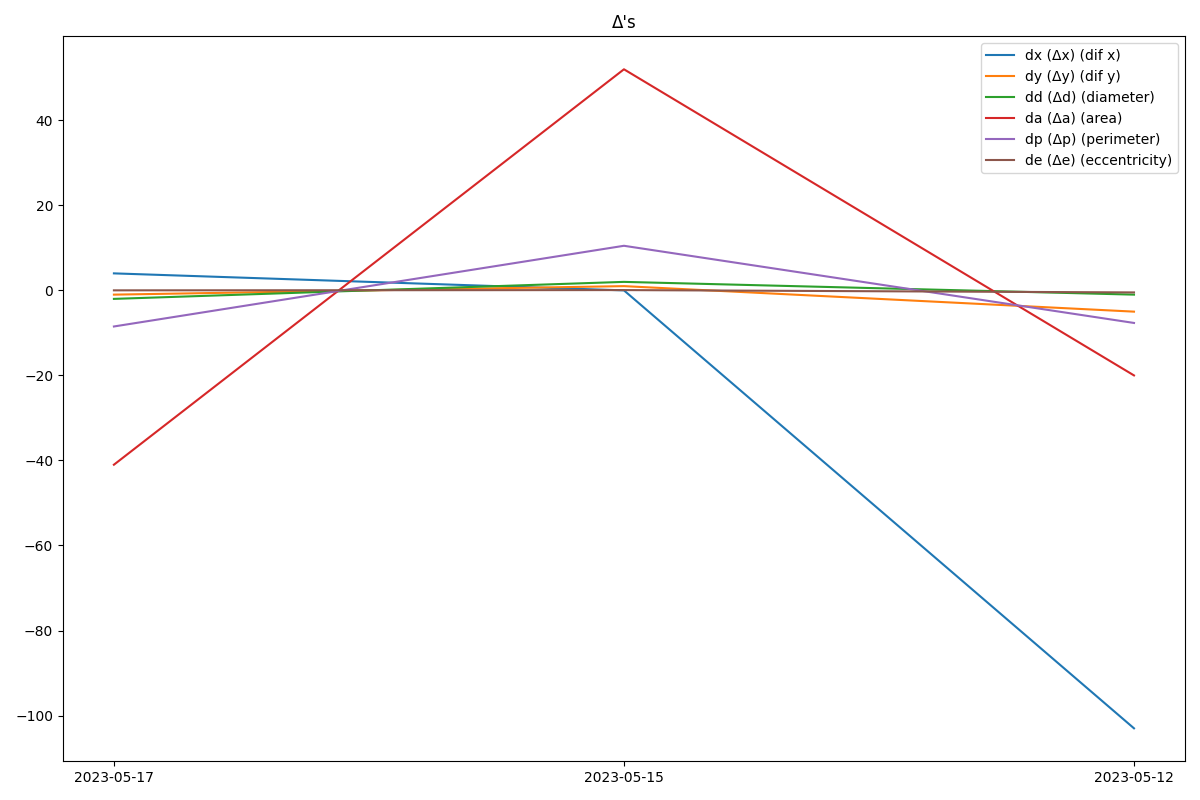 Δ's
dx (Δx) (dif x)
dy (Δy) (dif y)
dd (Δd) (diameter)
da (Δa) (area)
dp (Δp) (perimeter)
de (Δe) (eccentricity)
40
20
0
−20
−40
−60
−80
−100
2023-05-17 2023-05-15 2023-05-12